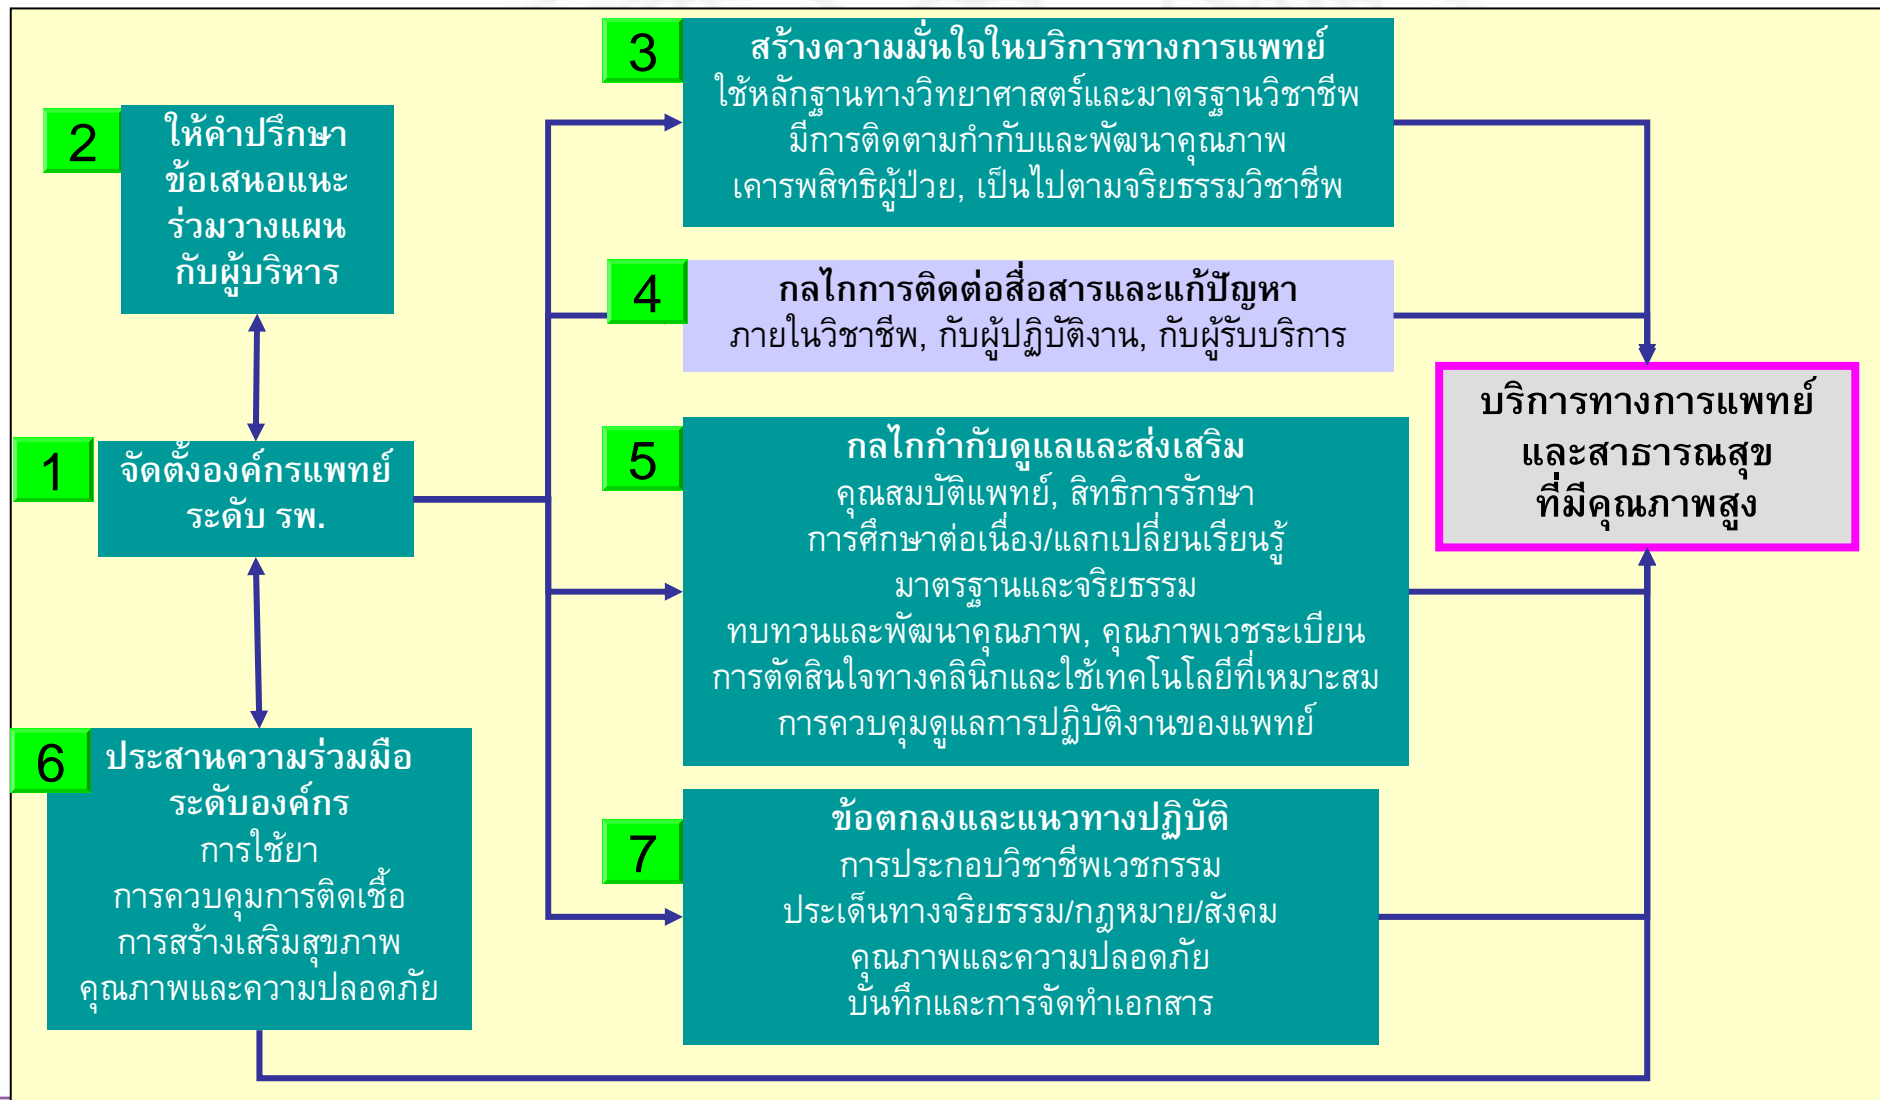 3
สร้างความมั่นใจในบริการทางการแพทย์
ใช้หลักฐานทางวิทยาศาสตร์และมาตรฐานวิชาชีพ
มีการติดตามกำกับและพัฒนาคุณภาพ
เคารพสิทธิผู้ป่วย, เป็นไปตามจริยธรรมวิชาชีพ
2
ให้คำปรึกษา
ข้อเสนอแนะ
ร่วมวางแผน
กับผู้บริหาร
4
กลไกการติดต่อสื่อสารและแก้ปัญหา
ภายในวิชาชีพ, กับผู้ปฏิบัติงาน, กับผู้รับบริการ
บริการทางการแพทย์
และสาธารณสุข
ที่มีคุณภาพสูง
1
จัดตั้งองค์กรแพทย์
ระดับ รพ.
5
กลไกกำกับดูแลและส่งเสริม
คุณสมบัติแพทย์, สิทธิการรักษา
การศึกษาต่อเนื่อง/แลกเปลี่ยนเรียนรู้
มาตรฐานและจริยธรรม
ทบทวนและพัฒนาคุณภาพ, คุณภาพเวชระเบียน
การตัดสินใจทางคลินิกและใช้เทคโนโลยีที่เหมาะสม
การควบคุมดูแลการปฏิบัติงานของแพทย์
6
ประสานความร่วมมือ
ระดับองค์กร
การใช้ยา
การควบคุมการติดเชื้อ
การสร้างเสริมสุขภาพ
คุณภาพและความปลอดภัย
7
ข้อตกลงและแนวทางปฏิบัติ
การประกอบวิชาชีพเวชกรรม
ประเด็นทางจริยธรรม/กฎหมาย/สังคม
คุณภาพและความปลอดภัย
บันทึกและการจัดทำเอกสาร